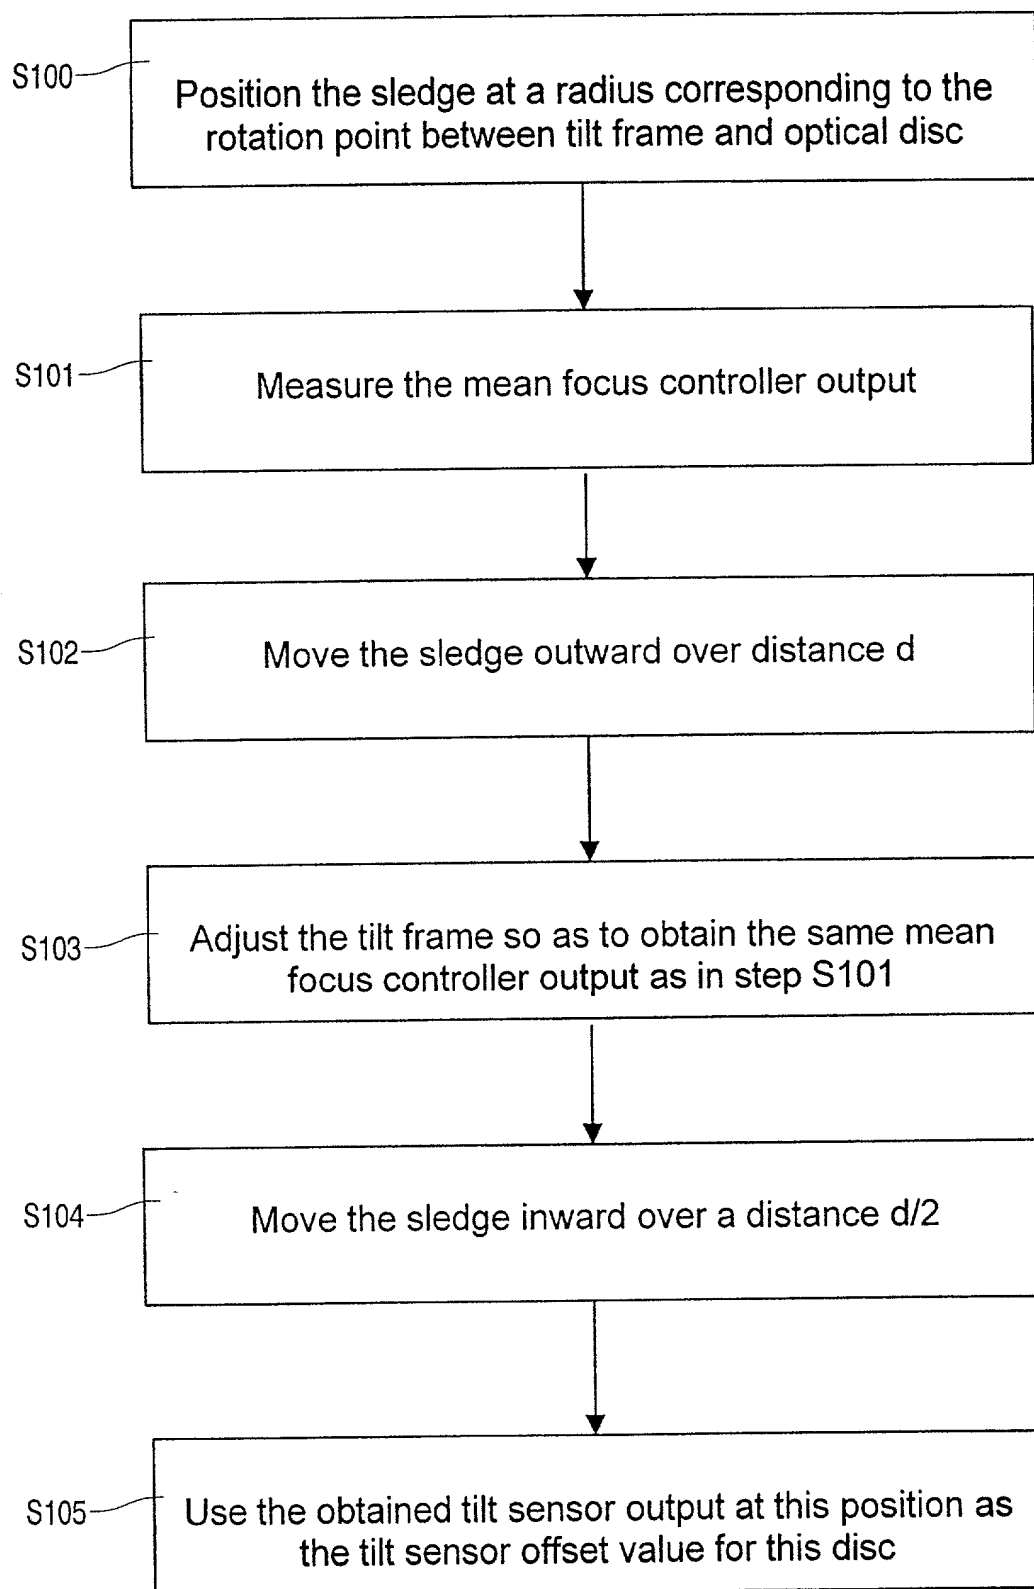 S100
Position the sledge at a radius corresponding to the
rotation point between tilt frame and optical disc
S101
Measure the mean focus controller output
S102
Move the sledge outward over distance d
S103
Adjust the tilt frame so as to obtain the same mean
focus controller output as in step S101
S104
Move the sledge inward over a distance d/2
S105
Use the obtained tilt sensor output at this position as
the tilt sensor offset value for this disc